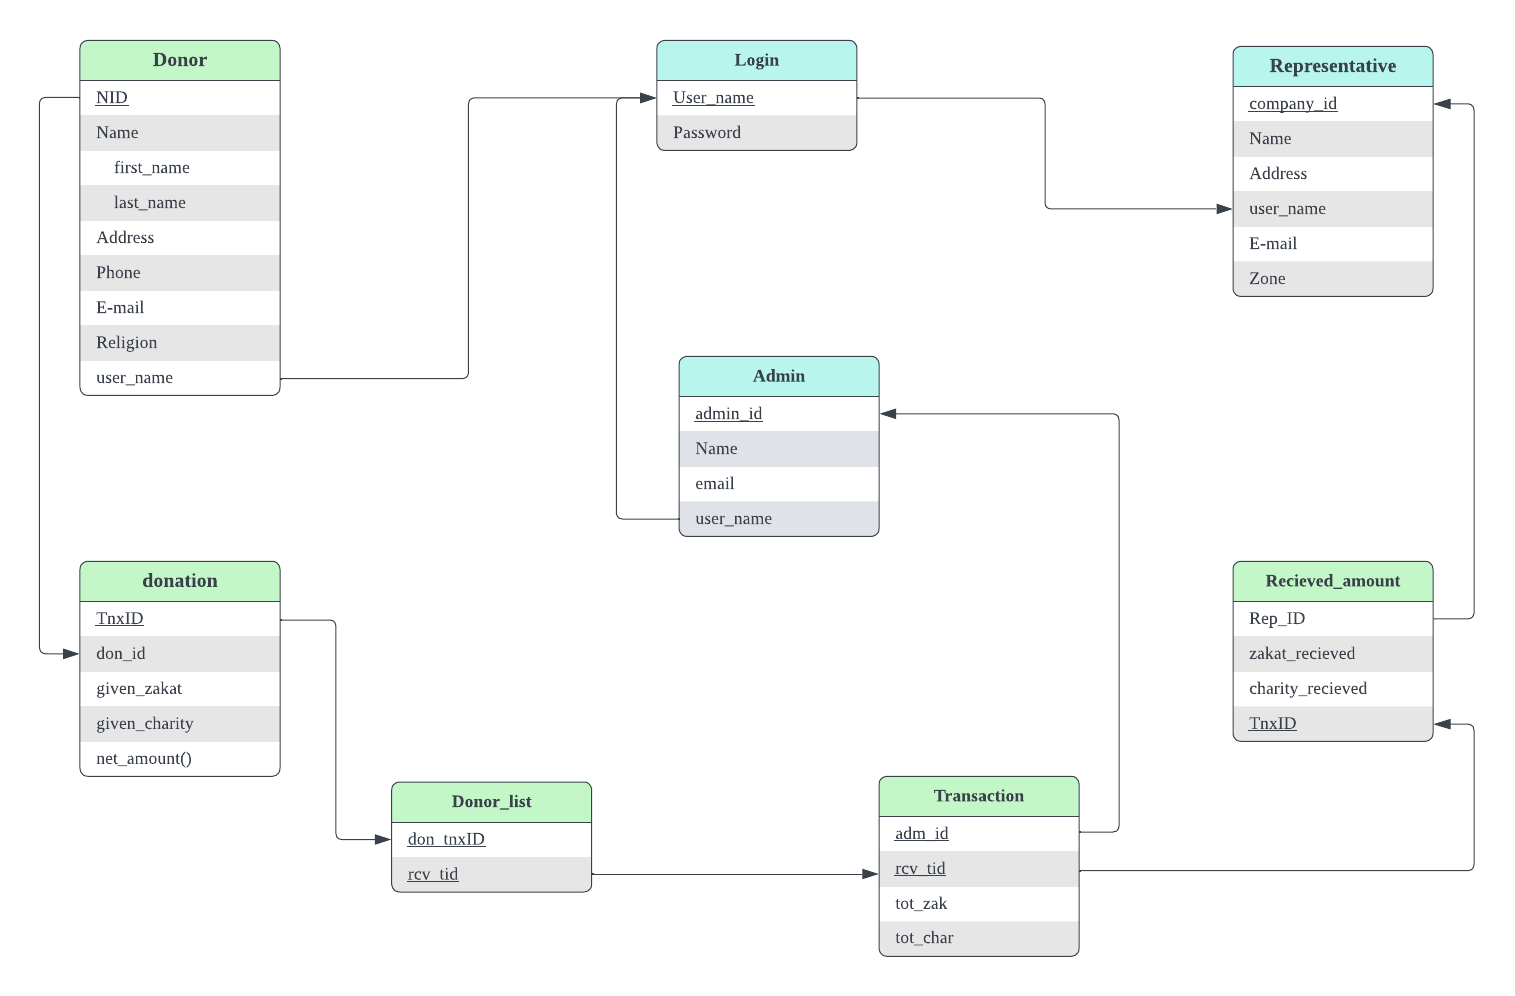 Donor
NID
Name
first_name
last_name
Address
Phone
E-mail
Religion
user_name
Login
User_name
Password
Representative
company_id
Name
Address
user_name
E-mail
Zone
Admin
admin_id
Name
email
user_name
donation
TnxID
don_id
given_zakat
given_charity
net_amount()
Recieved_amount
Rep_ID
zakat_recieved
charity_recieved
TnxID
Donor_list
don_tnxID
rcv_tid
Transaction
adm_id
rcv_tid
tot_zak
tot_char